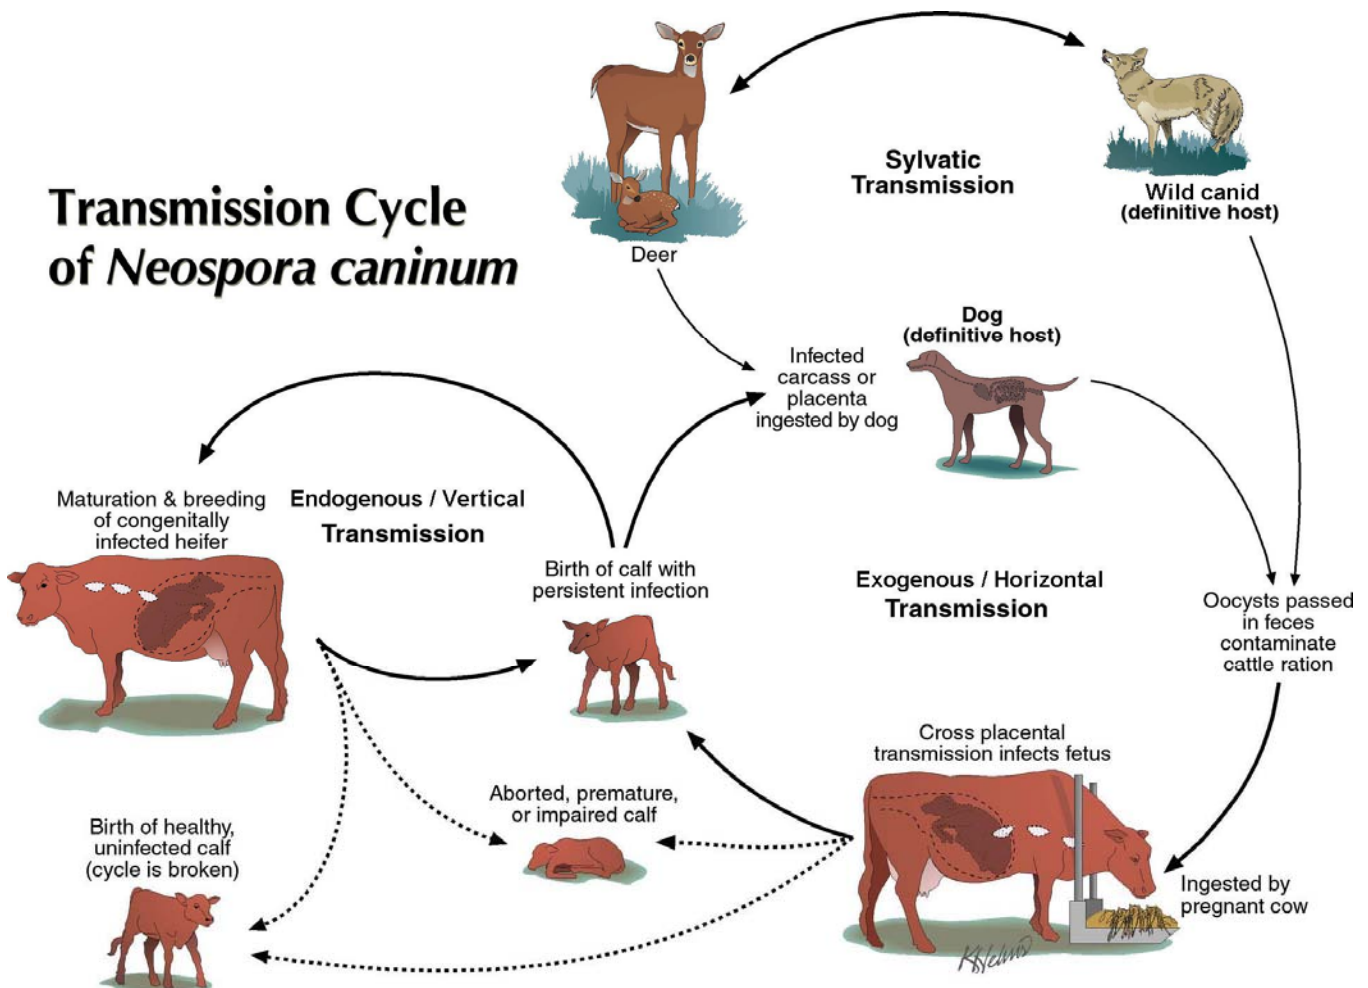 Transmission Cycle
of Neospora caninum
Deer
Sylvatic
Transmission
Wild canid
(definitive host)
Dog
(definitive host)
Infected
carcass or
placenta
ingested by dog
Maturation & breeding
of congenitally
infected heifer
Endogenous / Vertical
Transmission
Birth of calf with
persistent infection
Exogenous / Horizontal
Transmission
Oocysts passed
in feces
contaminate
cattle ration
Cross placental
transmission infects fetus
Aborted, premature,
or impaired calf
Birth of healthy,
uninfected calf
(cycle is broken)
Ingested by
pregnant cow